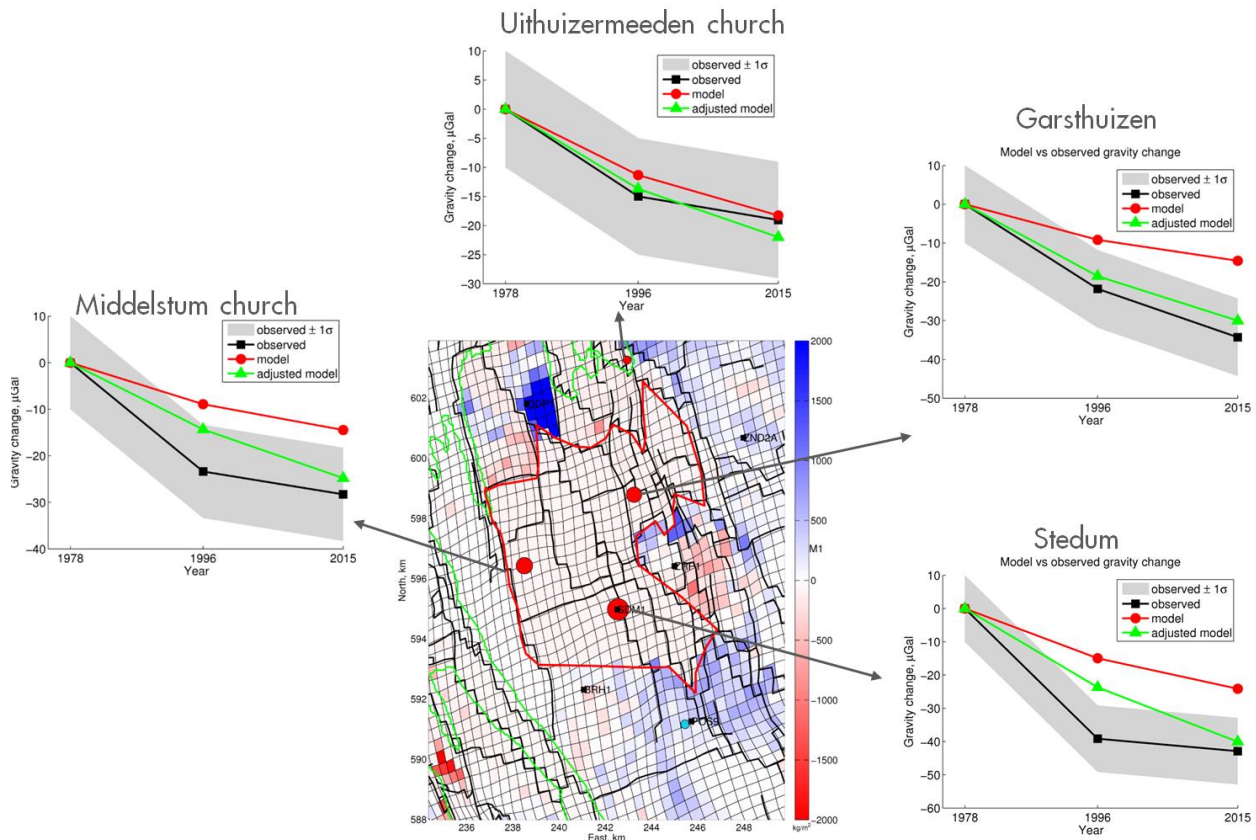 Uithuizermeeden church
10
5
0
−5
−10
−15
−20
−25
−30
Gravity change, μGal
observed ± 1σ
observed
model
adjusted model
1978
1996
2015
Year
Garsthuizen
Model vs observed gravity change
10
0
−10
−20
−30
−40
−50
Gravity change, μGal
observed ± 1σ
observed
model
adjusted model
1978
1996
2015
Year
Middelstum church
10
0
−10
−20
−30
−40
Gravity change, μGal
observed ± 1σ
observed
model
adjusted model
1978
1996
2015
Year
602
600
598
596
594
592
590
588
North, km
ZND2A
ZRP1
SDM1
BRH1
M1
236
238
240
242
244
246
248
East, km
2000
1500
1000
500
0
−500
−1000
−1500
−2000
kg/m²
Stedum
Model vs observed gravity change
10
0
−10
−20
−30
−40
−50
−60
Gravity change, μGal
observed ± 1σ
observed
model
adjusted model
1978
1996
2015
Year